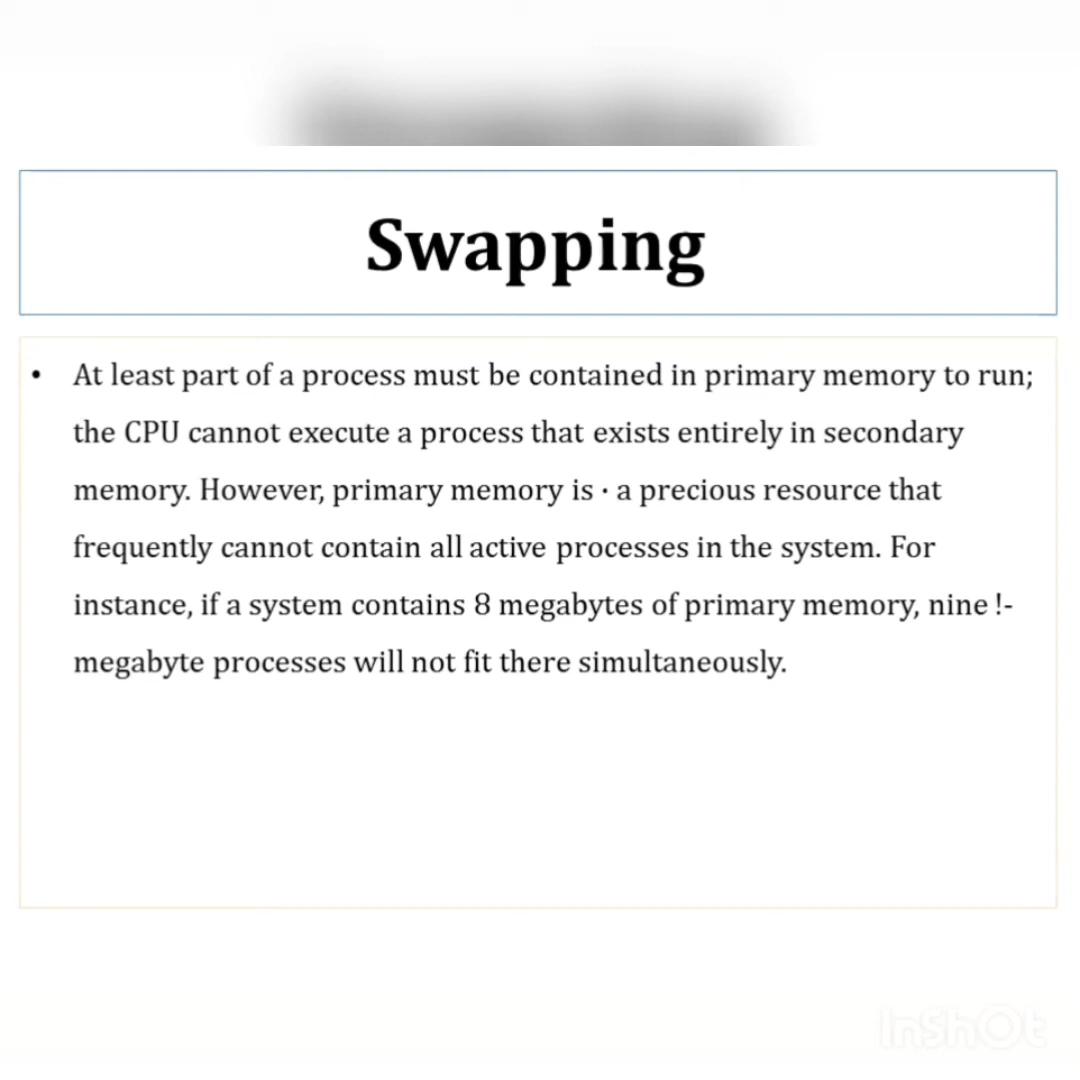 Swapping
• At least part of a process must be contained in primary memory to run;
the CPU cannot execute a process that exists entirely in secondary
memory. However, primary memory is · a precious resource that
frequently cannot contain all active processes in the system. For
instance, if a system contains 8 megabytes of primary memory, nine !-
megabyte processes will not fit there simultaneously.
InShOt